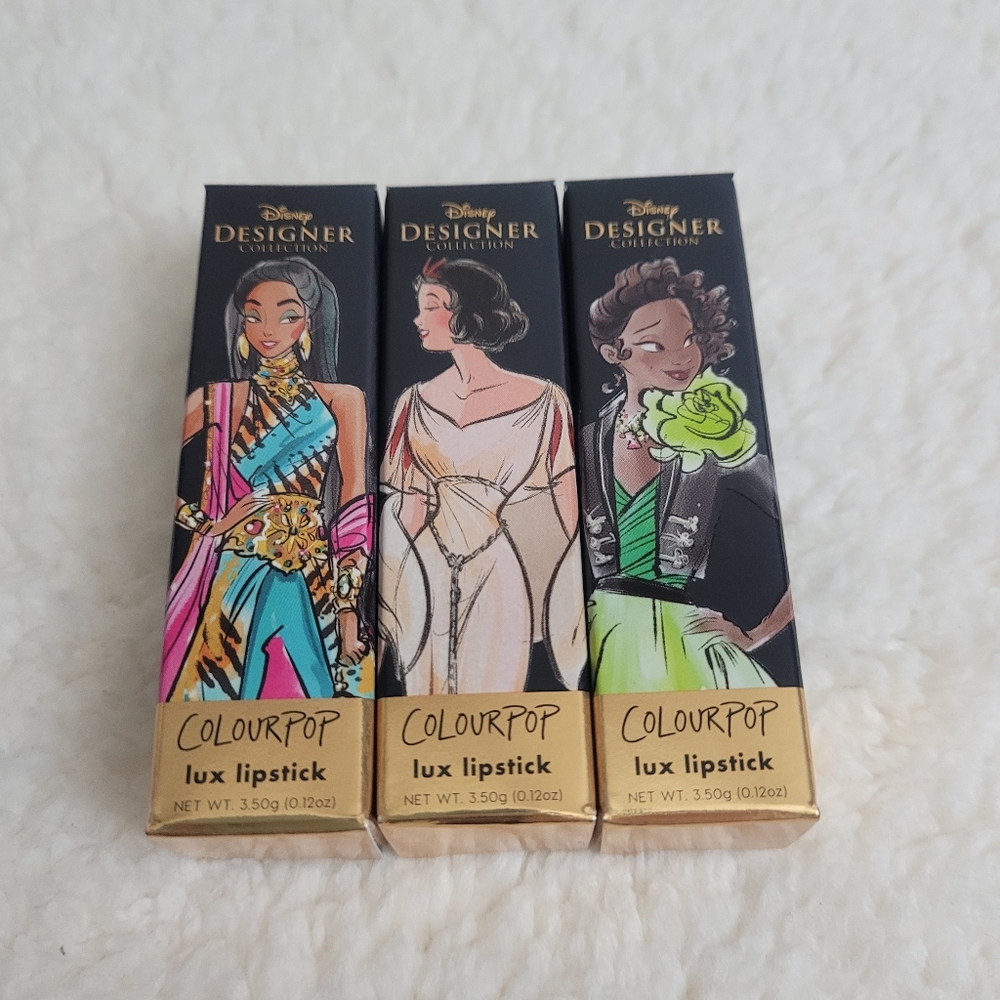 Disney
DESIGNER
COLLECTION
COLOURPOP
lux lipstick
NET WT. 3.50g (0.12oz)
Disney
DESIGNER
COLLECTION
COLOURPOP
lux lipstick
NET WT. 3.50g (0.12oz)
Disney
DESIGNER
COLLECTION
COLOURPOP
lux lipstick
NET WT. 3.50g (0.12oz)